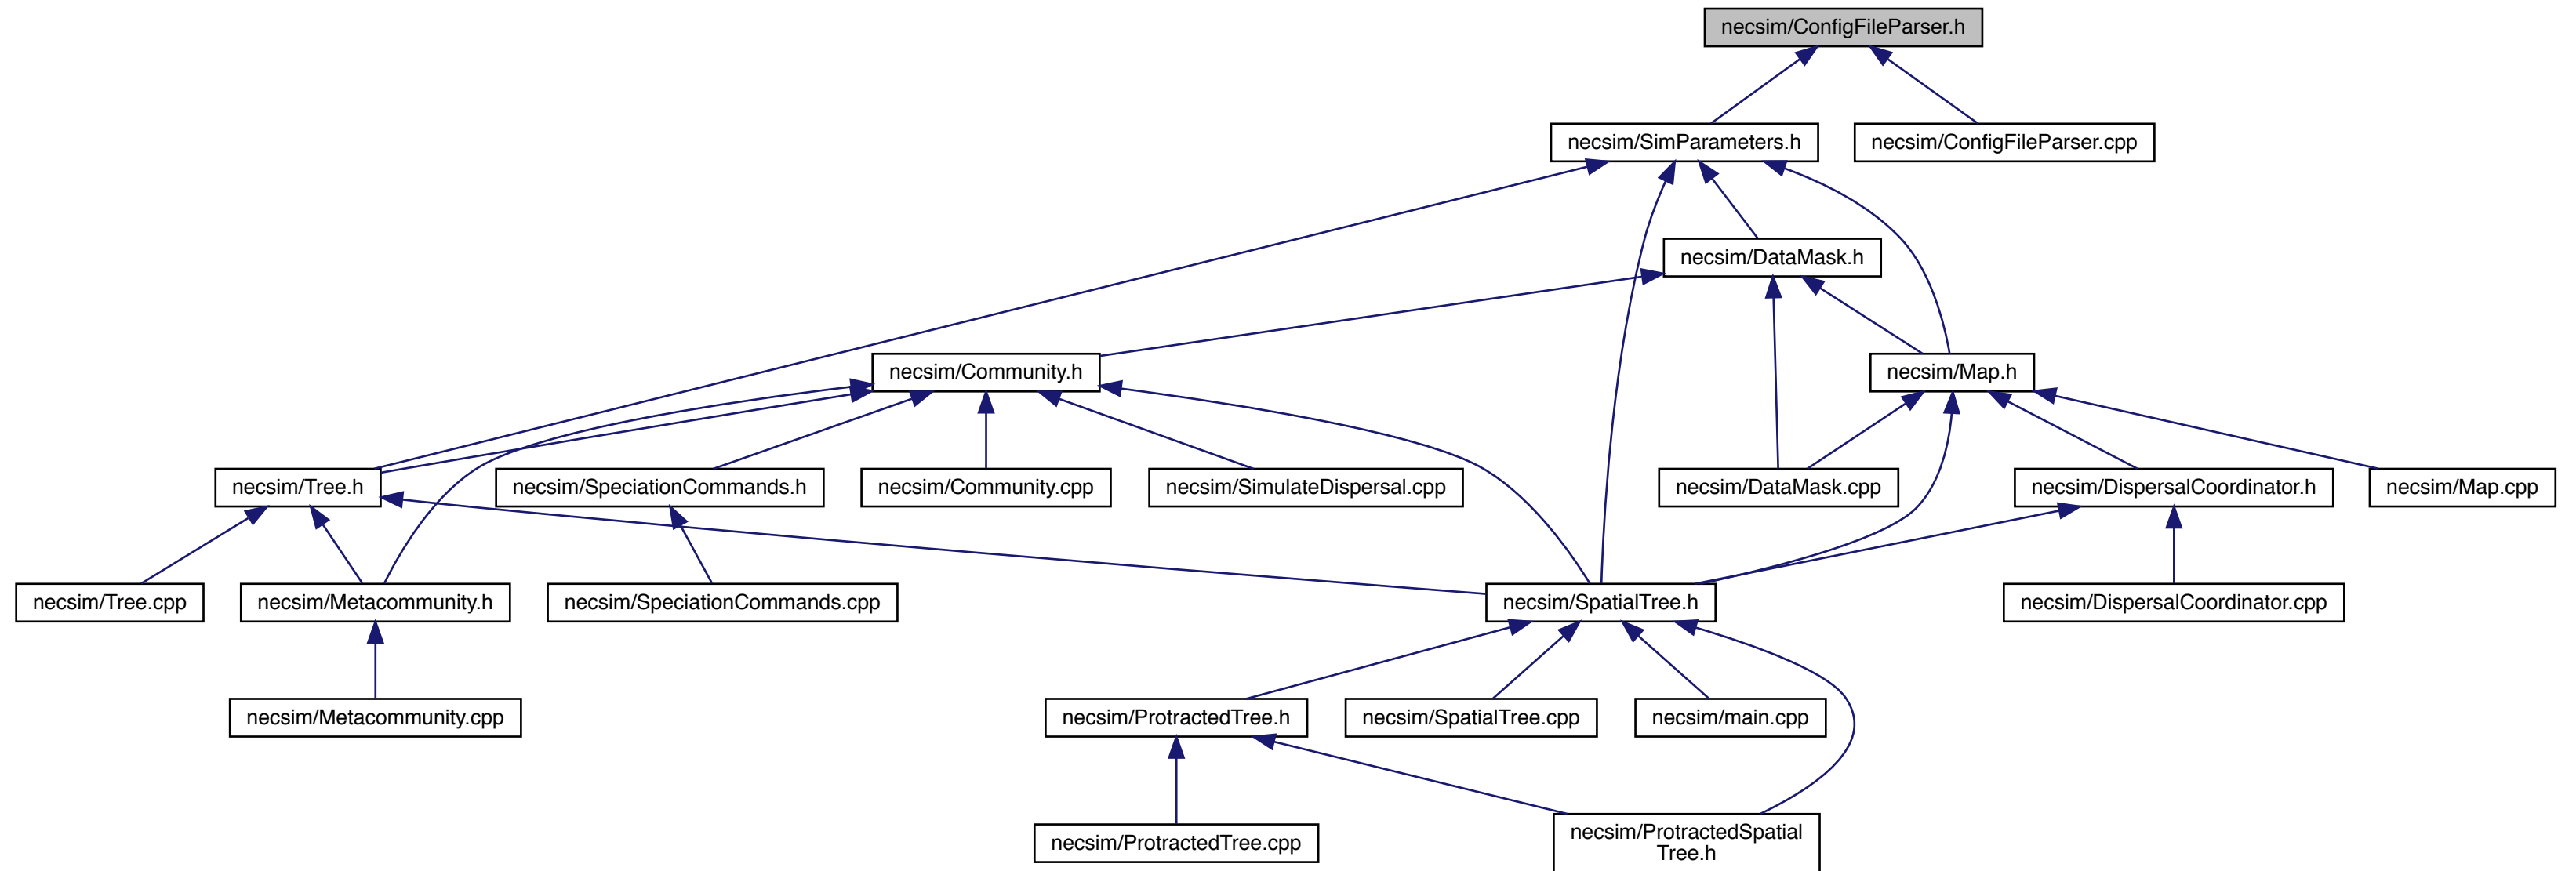 necsim/ConfigFileParser.h
necsim/SimParameters.h
necsim/ConfigFileParser.cpp
necsim/DataMask.h
necsim/Community.h
necsim/Map.h
necsim/Tree.h
necsim/SpeciationCommands.h
necsim/Community.cpp
necsim/SimulateDispersal.cpp
necsim/DataMask.cpp
necsim/DispersalCoordinator.h
necsim/Map.cpp
necsim/Tree.cpp
necsim/Metacommunity.h
necsim/SpeciationCommands.cpp
necsim/SpatialTree.h
necsim/DispersalCoordinator.cpp
necsim/Metacommunity.cpp
necsim/ProtractedTree.h
necsim/SpatialTree.cpp
necsim/main.cpp
necsim/ProtractedTree.cpp
necsim/ProtractedSpatial
Tree.h